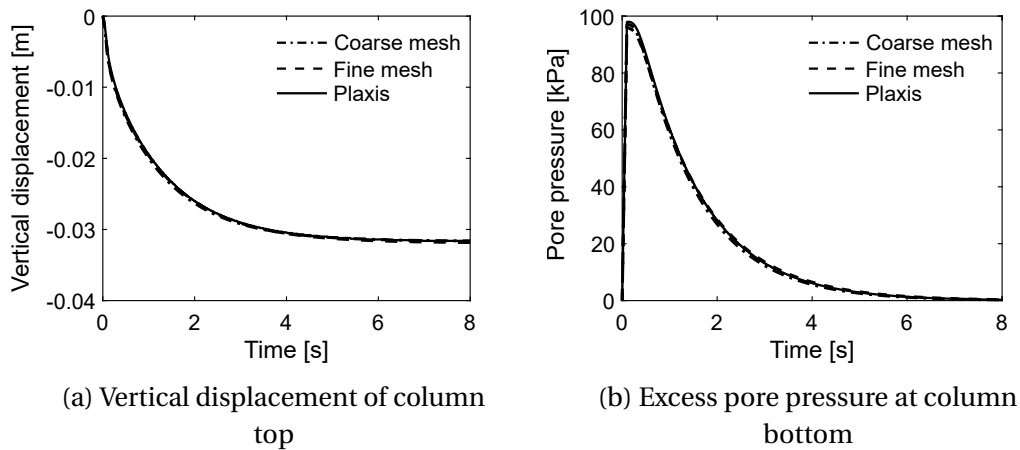 Vertical displacement [m]
0
-0.01
-0.02
-0.03
-0.04
Coarse mesh
Fine mesh
Plaxis
0 2 4 6 8
Time [s]
(a) Vertical displacement of column
top
Pore pressure [kPa]
100
80
60
40
20
0
Coarse mesh
Fine mesh
Plaxis
0 2 4 6 8
Time [s]
(b) Excess pore pressure at column
bottom